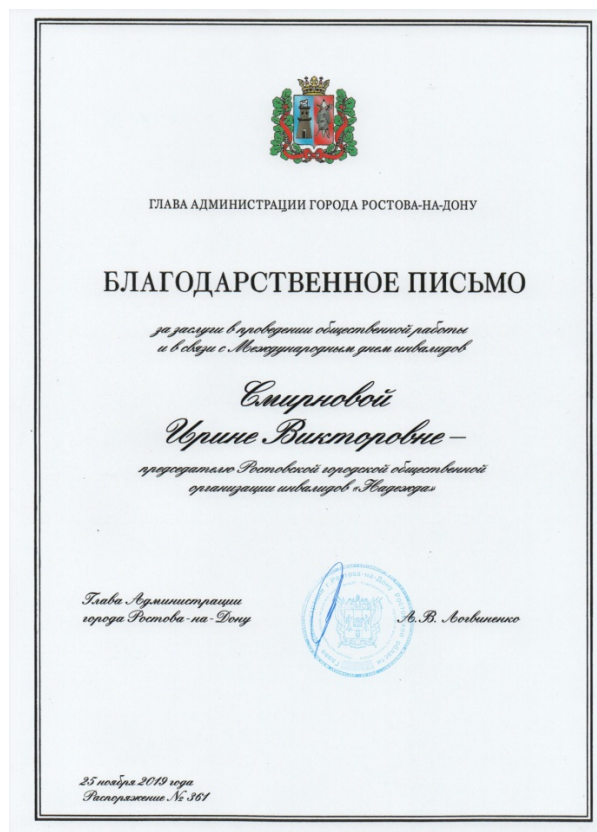 ГЛАВА АДМИНИСТРАЦИИ ГОРОДА РОСТОВА-НА-ДОНУ
БЛАГОДАРСТВЕННОЕ ПИСЬМО
за заслуги в проведении общественной работы
и в связи с Международным днем инвалидов
Смирновой
Ирине Викторовне –
председателю Ростовской городской общественной
организации инвалидов «Надежда»
Глава Администрации
города Ростова-на-Дону
А.В. Логвиненко
25 ноября 2019 года
Распоряжение № 361